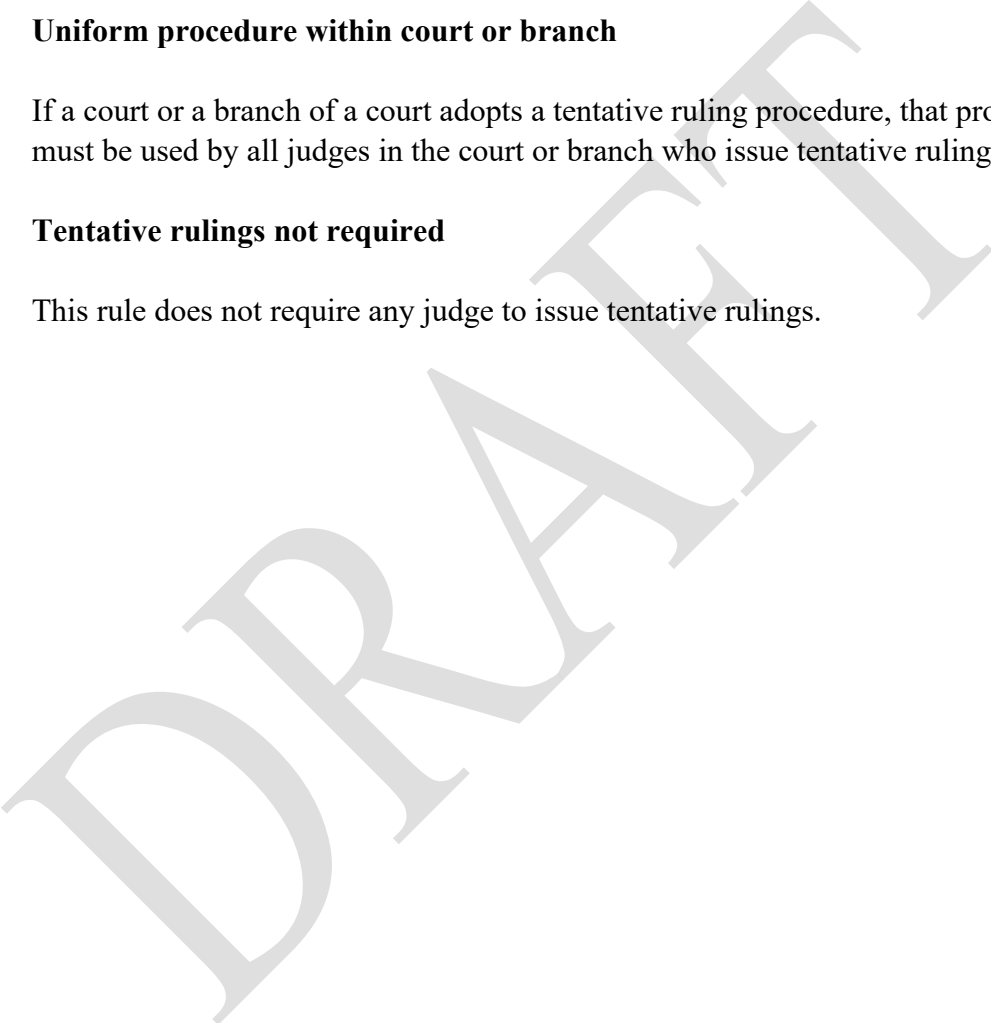 Uniform procedure within court or branch
If a court or a branch of a court adopts a tentative ruling procedure, that pro
must be used by all judges in the court or branch who issue tentative ruling
Tentative rulings not required
This rule does not require any judge to issue tentative rulings.
DRAFT